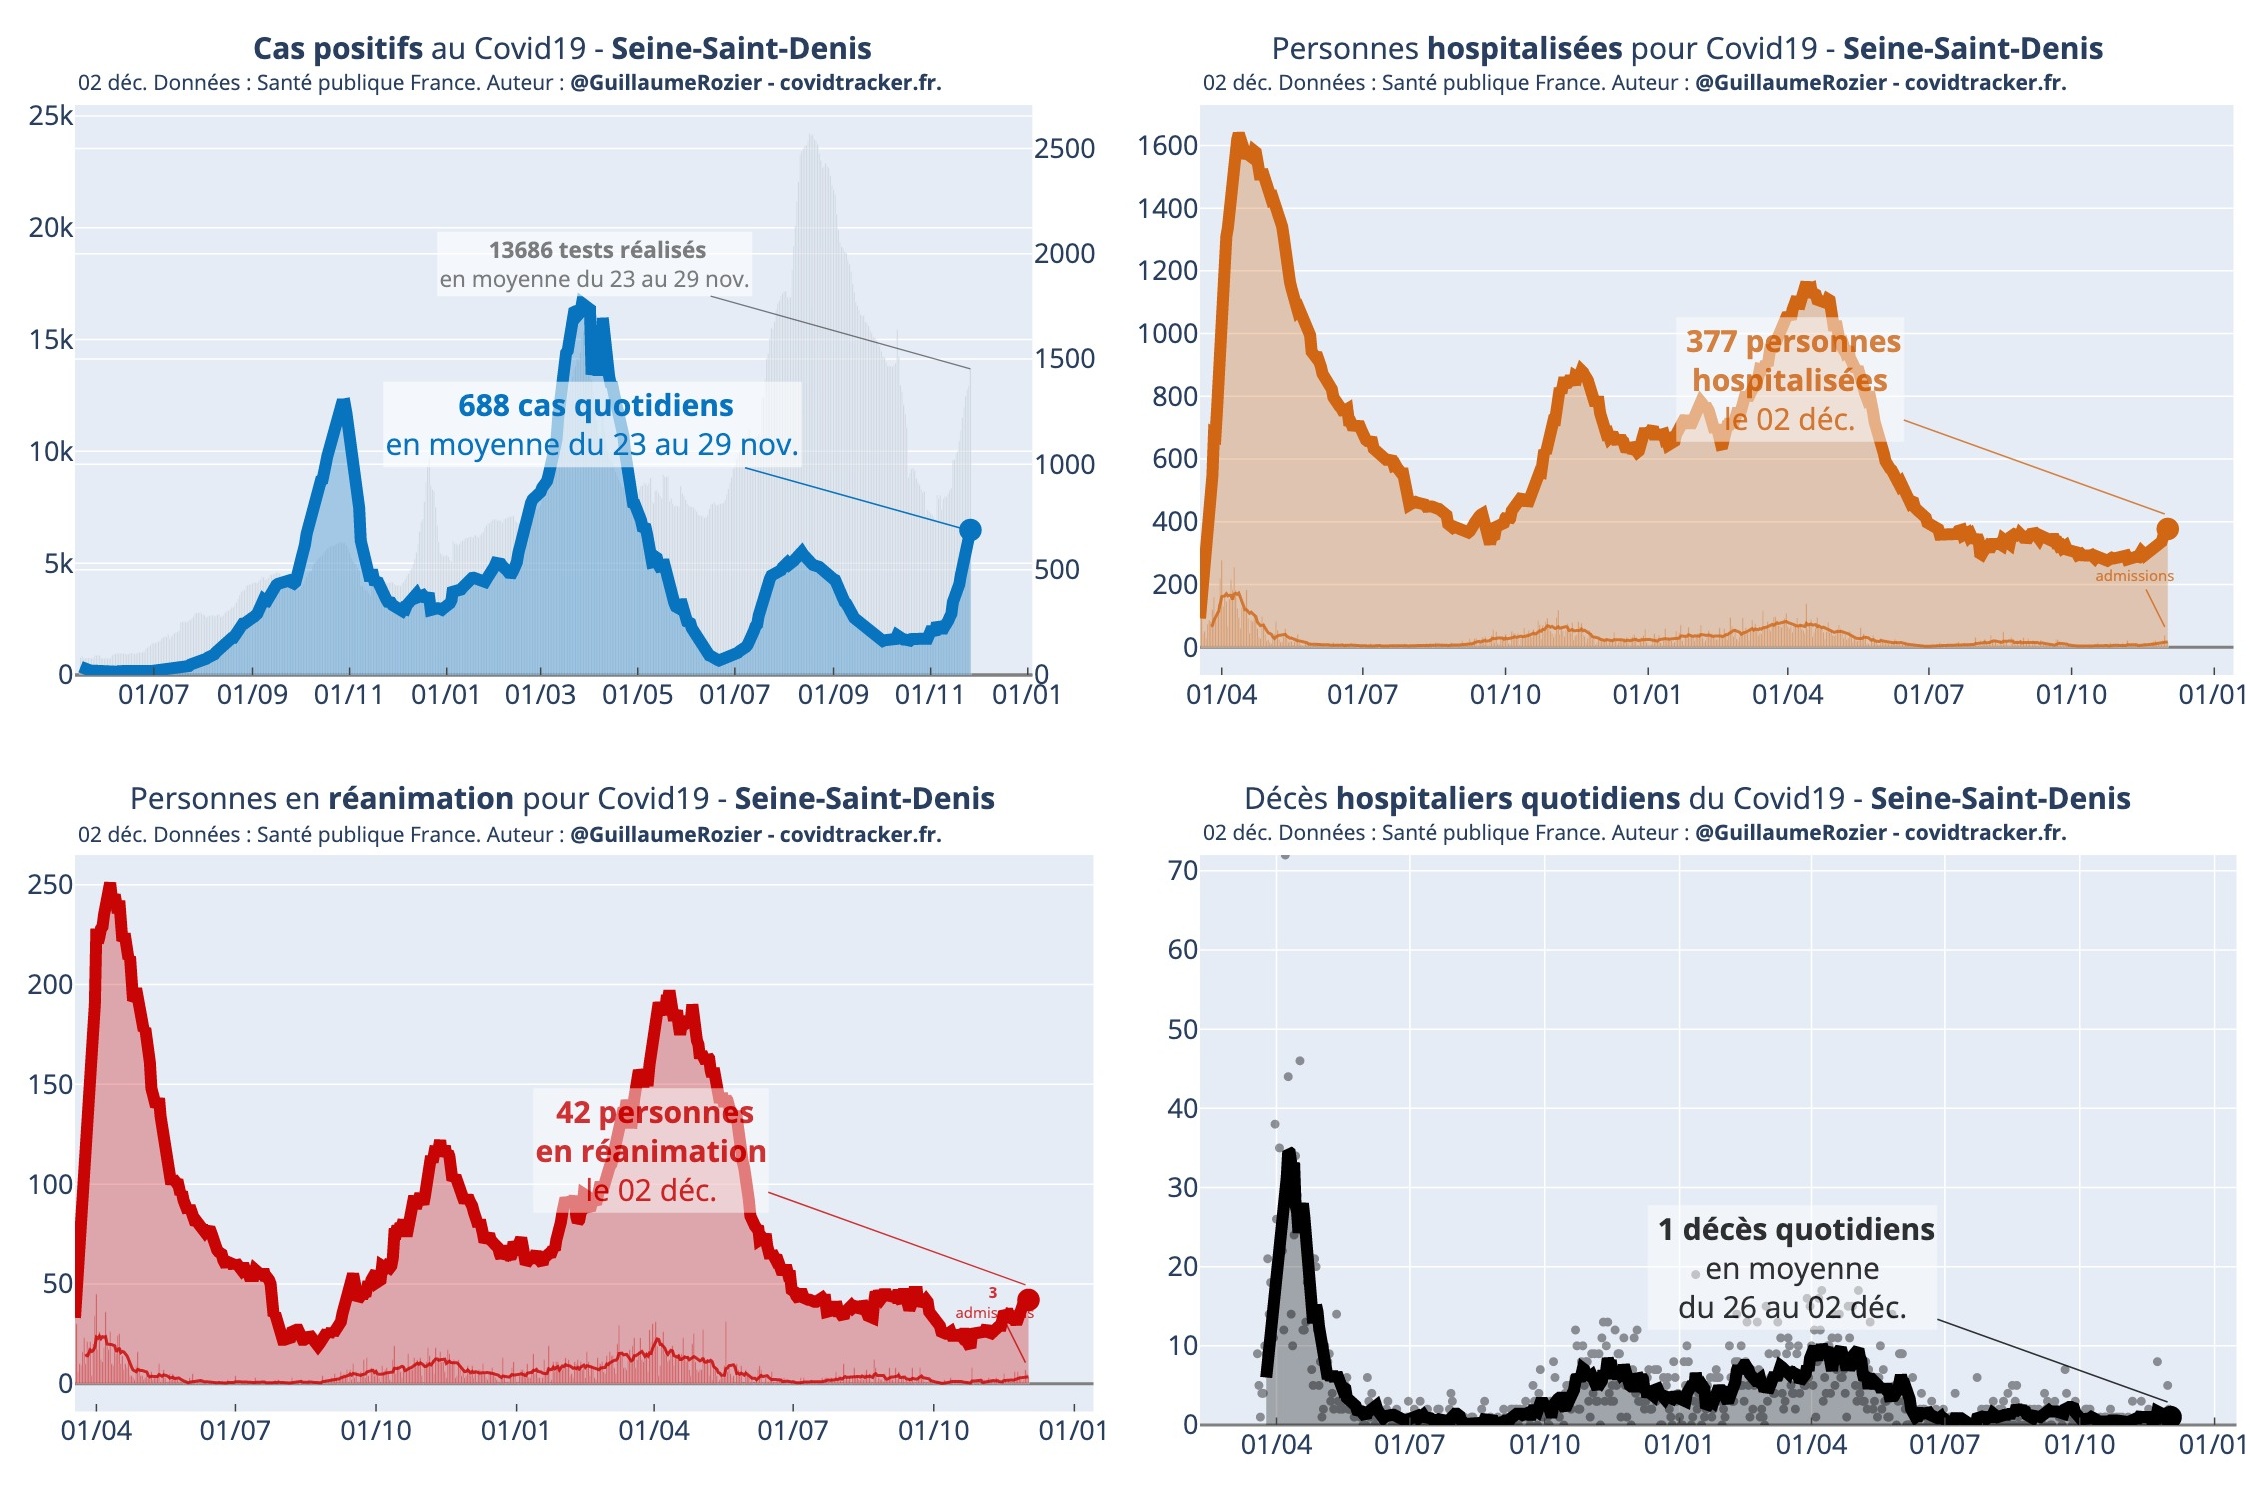 Cas positifs au Covid19 - Seine-Saint-Denis
02 déc. Données : Santé publique France. Auteur : @GuillaumeRozier - covidtracker.fr.
25k
20k
15k
10k
5k
0
2500
2000
1500
1000
500
0
13686 tests réalisés
en moyenne du 23 au 29 nov.
688 cas quotidiens
en moyenne du 23 au 29 nov.
01/07 01/09 01/11 01/01 01/03 01/05 01/07 01/09 01/11 01/01
Personnes hospitalisées pour Covid19 - Seine-Saint-Denis
02 déc. Données : Santé publique France. Auteur : @GuillaumeRozier - covidtracker.fr.
1600
1400
1200
1000
800
600
400
200
0
377 personnes
hospitalisées
le 02 déc.
admissions
01/04 01/07 01/10 01/01 01/04 01/07 01/10 01/01
Personnes en réanimation pour Covid19 - Seine-Saint-Denis
02 déc. Données : Santé publique France. Auteur : @GuillaumeRozier - covidtracker.fr.
250
200
150
100
50
0
42 personnes
en réanimation
le 02 déc.
3
admissions
01/04 01/07 01/10 01/01 01/04 01/07 01/10 01/01
Décès hospitaliers quotidiens du Covid19 - Seine-Saint-Denis
02 déc. Données : Santé publique France. Auteur : @GuillaumeRozier - covidtracker.fr.
70
60
50
40
30
20
10
0
1 décès quotidiens
en moyenne
du 26 au 02 déc.
01/04 01/07 01/10 01/01 01/04 01/07 01/10 01/01